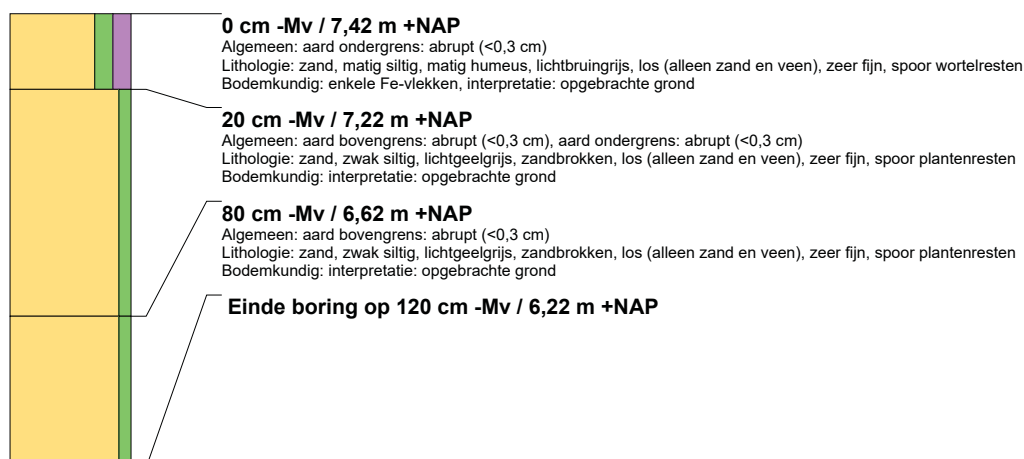 0 cm -Mv / 7,42 m +NAP
Algemeen: aard ondergrens: abrupt (<0,3 cm)
Lithologie: zand, matig siltig, matig humeus, lichtbruingrijs, los (alleen zand en veen), zeer fijn, spoor wortelresten
Bodemkundig: enkele Fe-vlekken, interpretatie: opgebrachte grond
20 cm -Mv / 7,22 m +NAP
Algemeen: aard bovengrens: abrupt (<0,3 cm), aard ondergrens: abrupt (<0,3 cm)
Lithologie: zand, zwak siltig, lichtgeelgrijs, zandbrokken, los (alleen zand en veen), zeer fijn, spoor plantenresten
Bodemkundig: interpretatie: opgebrachte grond
80 cm -Mv / 6,62 m +NAP
Algemeen: aard bovengrens: abrupt (<0,3 cm)
Lithologie: zand, zwak siltig, lichtgeelgrijs, zandbrokken, los (alleen zand en veen), zeer fijn, spoor plantenresten
Bodemkundig: interpretatie: opgebrachte grond
Einde boring op 120 cm -Mv / 6,22 m +NAP